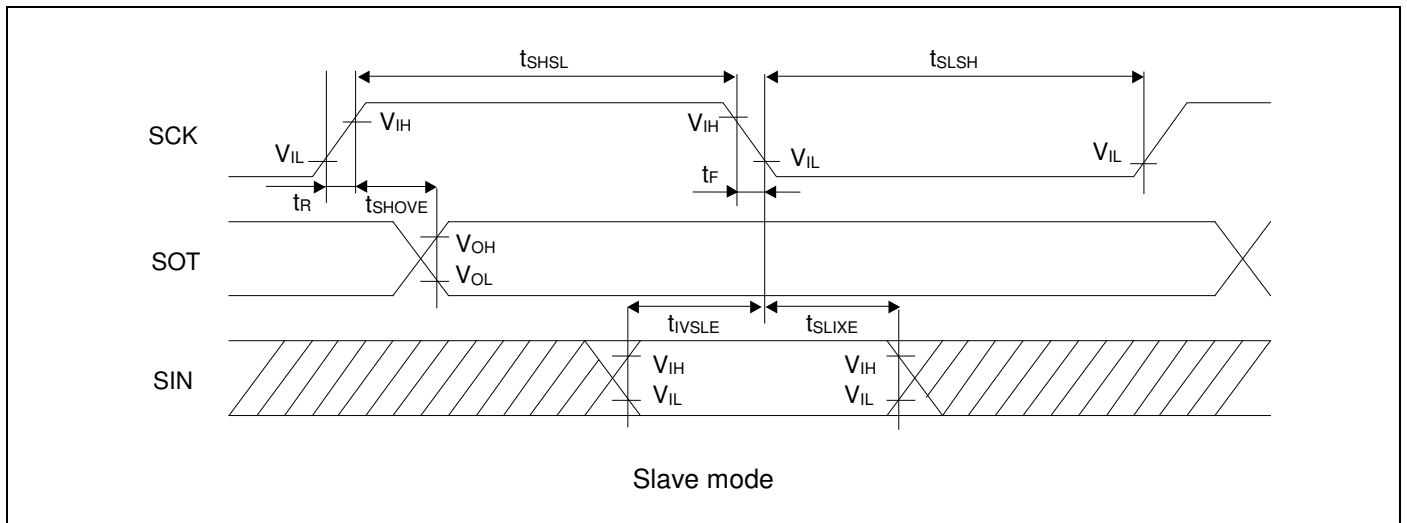 tSHSL
tSLSH
SCK
VIH
VIH
VIL
VIL
VIL
tF
tR
tSHOVE
SOT
VOH
VOL
tIVSLE
tSLIXE
SIN
VIH
VIH
VIL
VIL
Slave mode